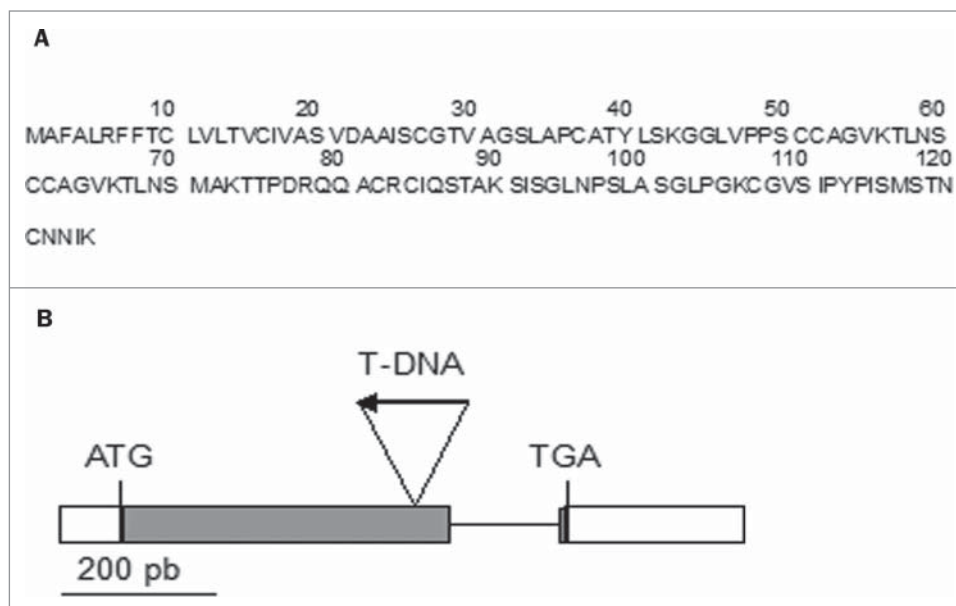 A
10 20 30 40 50 60
MAFALRFFTC LVLTVCIVAS VDAAISCGTV AGSLAPCATY LSKGGLVPPS CCAGVKTLNS
70 80 90 100 110 120
CCAGVKTLNS MAKTTPDRQQ ACRCIQSTAK SISGLNPSLA SGLPGKCGVS IPYPISMSTN
CNNIK
B
T-DNA
ATG TGA
200 pb